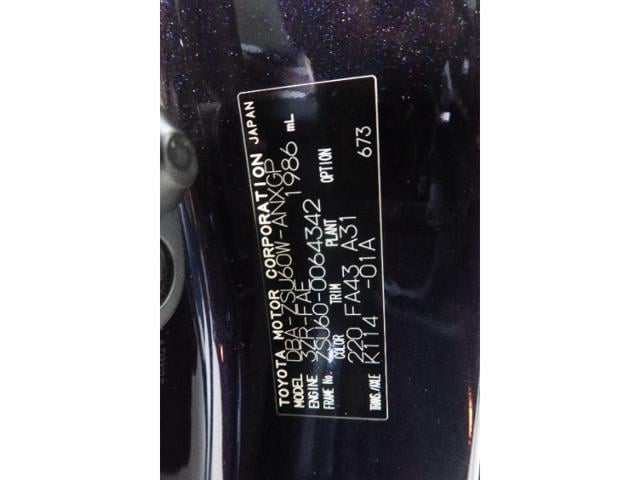 TOYOTA MOTOR CORPORATION JAPAN
MODEL DBA-ZSU60W-ANXGP
ENGINE 3ZR-FAE 1986 mL
FRAME No. ZSU60-0064342
COLOR TRIM PLANT OPTION
220 FA43 A31
TRANS/AXLE K114 -01A 673